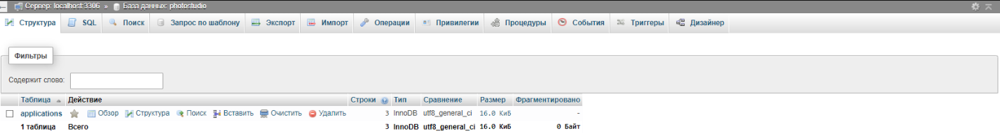 Сервер: localhost:3306 » База данных: photostudio
Структура SQL Поиск Запрос по шаблону Экспорт Импорт Операции Привилегии Процедуры События Триггеры Дизайнер
Фильтры
Содержит слово:
Таблица Действие Строки Тип Сравнение Размер Фрагментировано
applications Обзор Структура Поиск Вставить Очистить Удалить 3 InnoDB utf8_general_ci 16.0 КиБ -
1 таблица Всего 3 InnoDB utf8_general_ci 16.0 КиБ 0 Байт